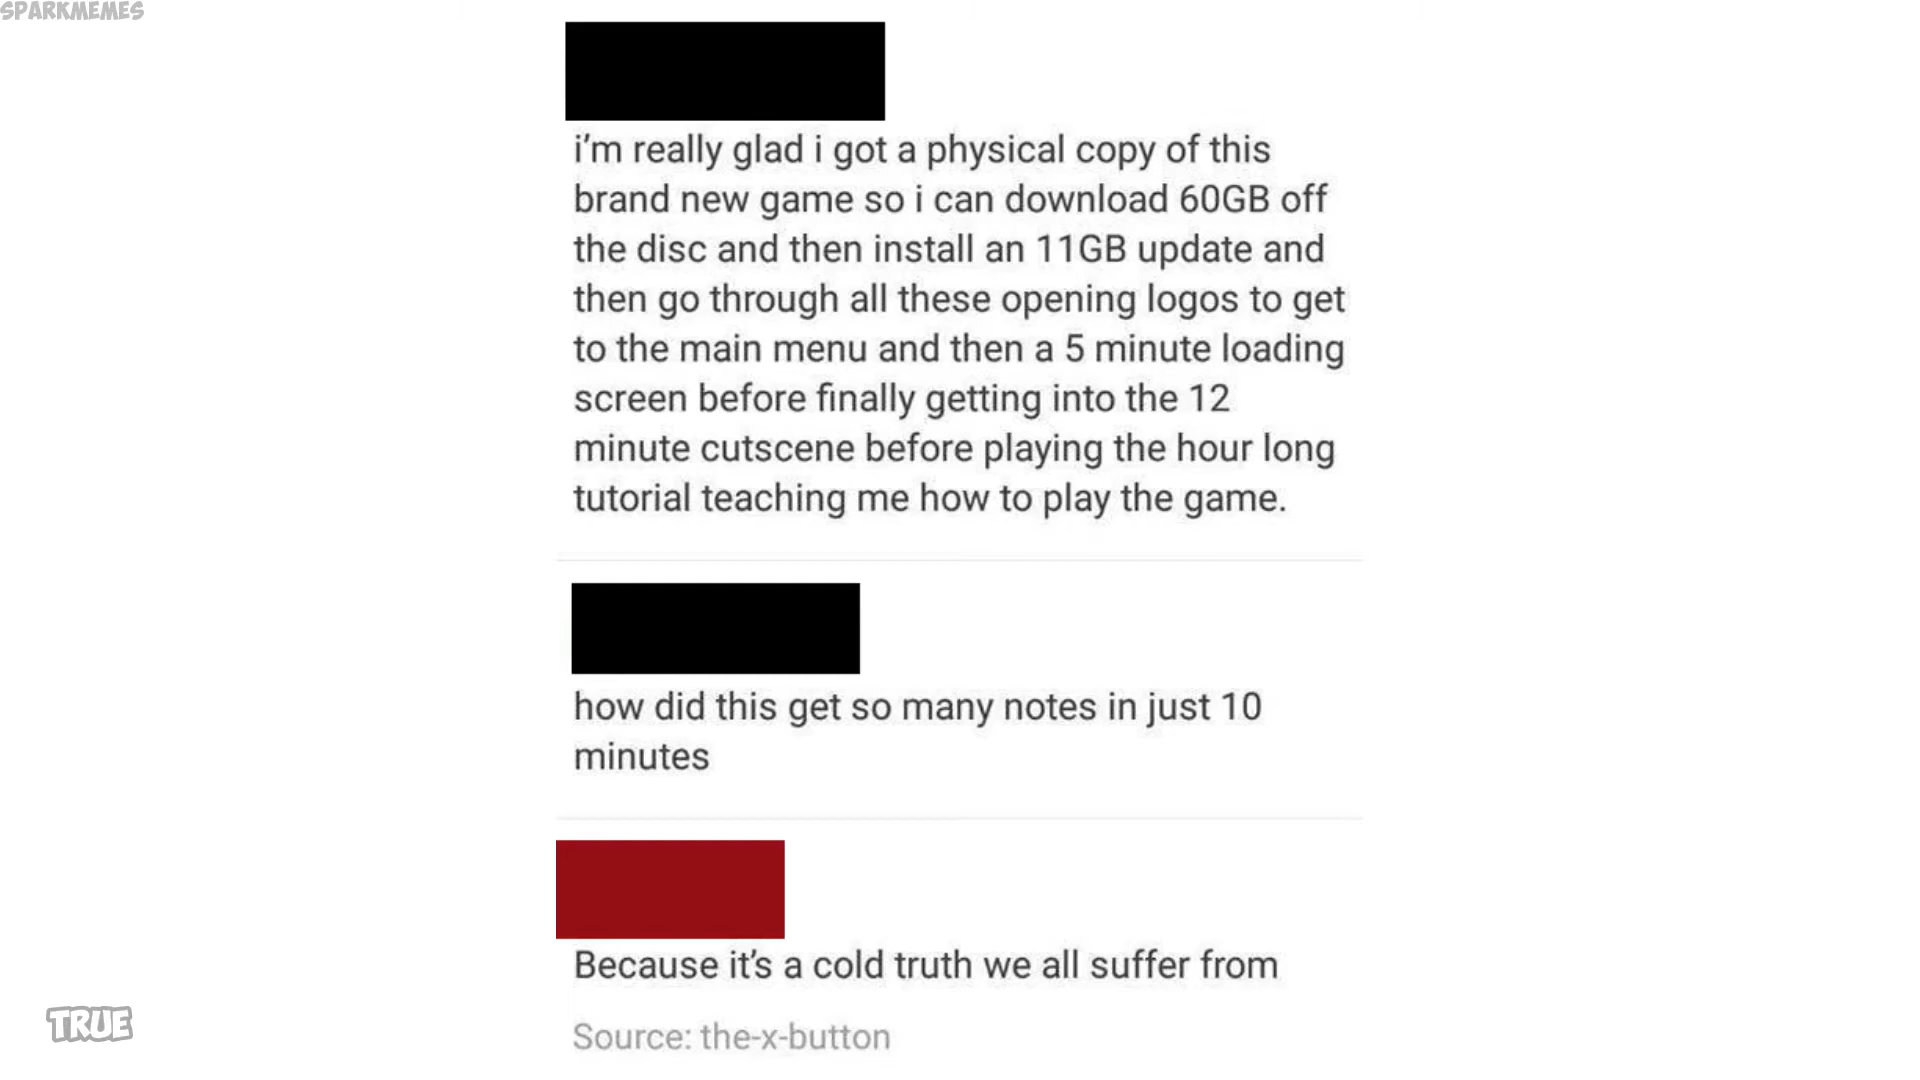 SPARKMEMES
i’m really glad i got a physical copy of this
brand new game so i can download 60GB off
the disc and then install an 11GB update and
then go through all these opening logos to get
to the main menu and then a 5 minute loading
screen before finally getting into the 12
minute cutscene before playing the hour long
tutorial teaching me how to play the game.
how did this get so many notes in just 10
minutes
Because it’s a cold truth we all suffer from
TRUE
Source: the-x-button